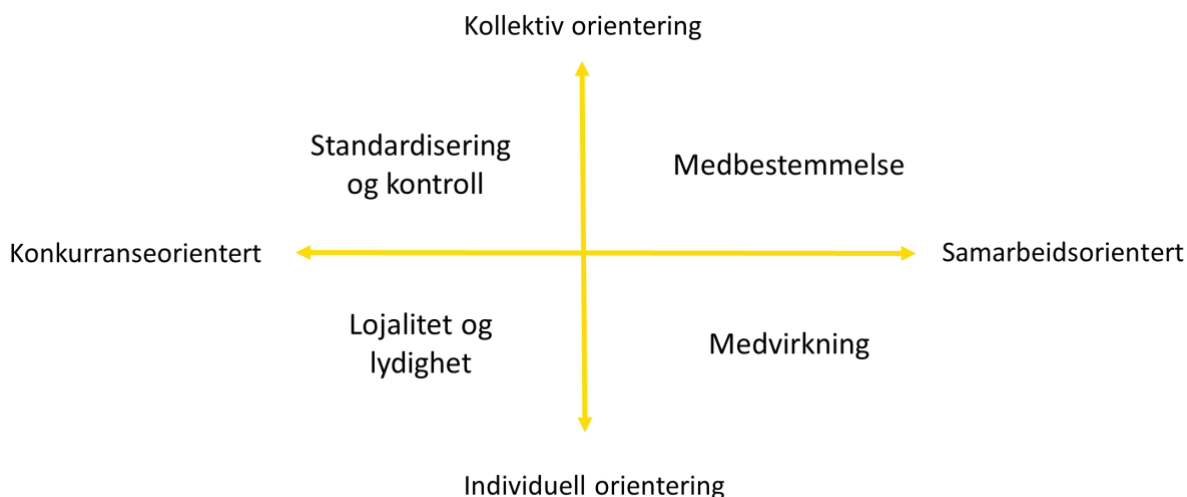 Kollektiv orientering
Standardisering
og kontroll
Medbestemmelse
Konkurranseorientert
Samarbeidsorientert
Lojalitet og
lydighet
Medvirkning
Individuell orientering